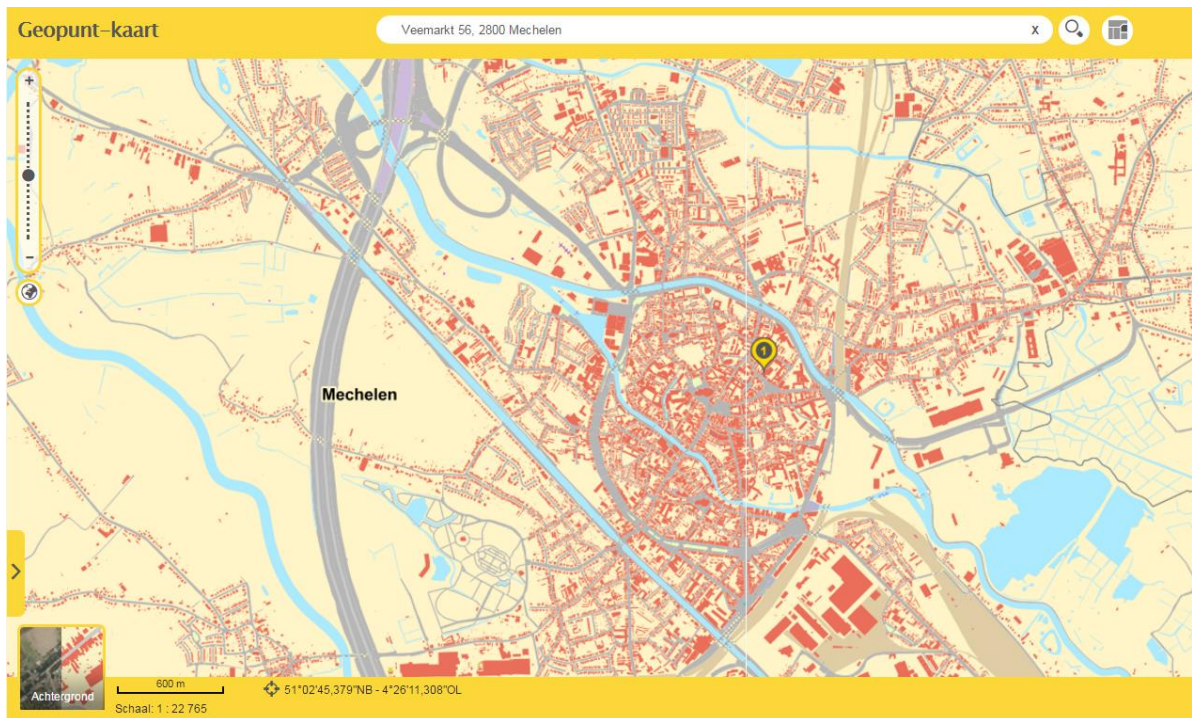 Geopunt-kaart
Veemarkt 56, 2800 Mechelen
x
+
-
1
Mechelen
Achtergrond
600 m
Schaal: 1 : 22 765
51°02'45,379"NB - 4°26'11,308"OL